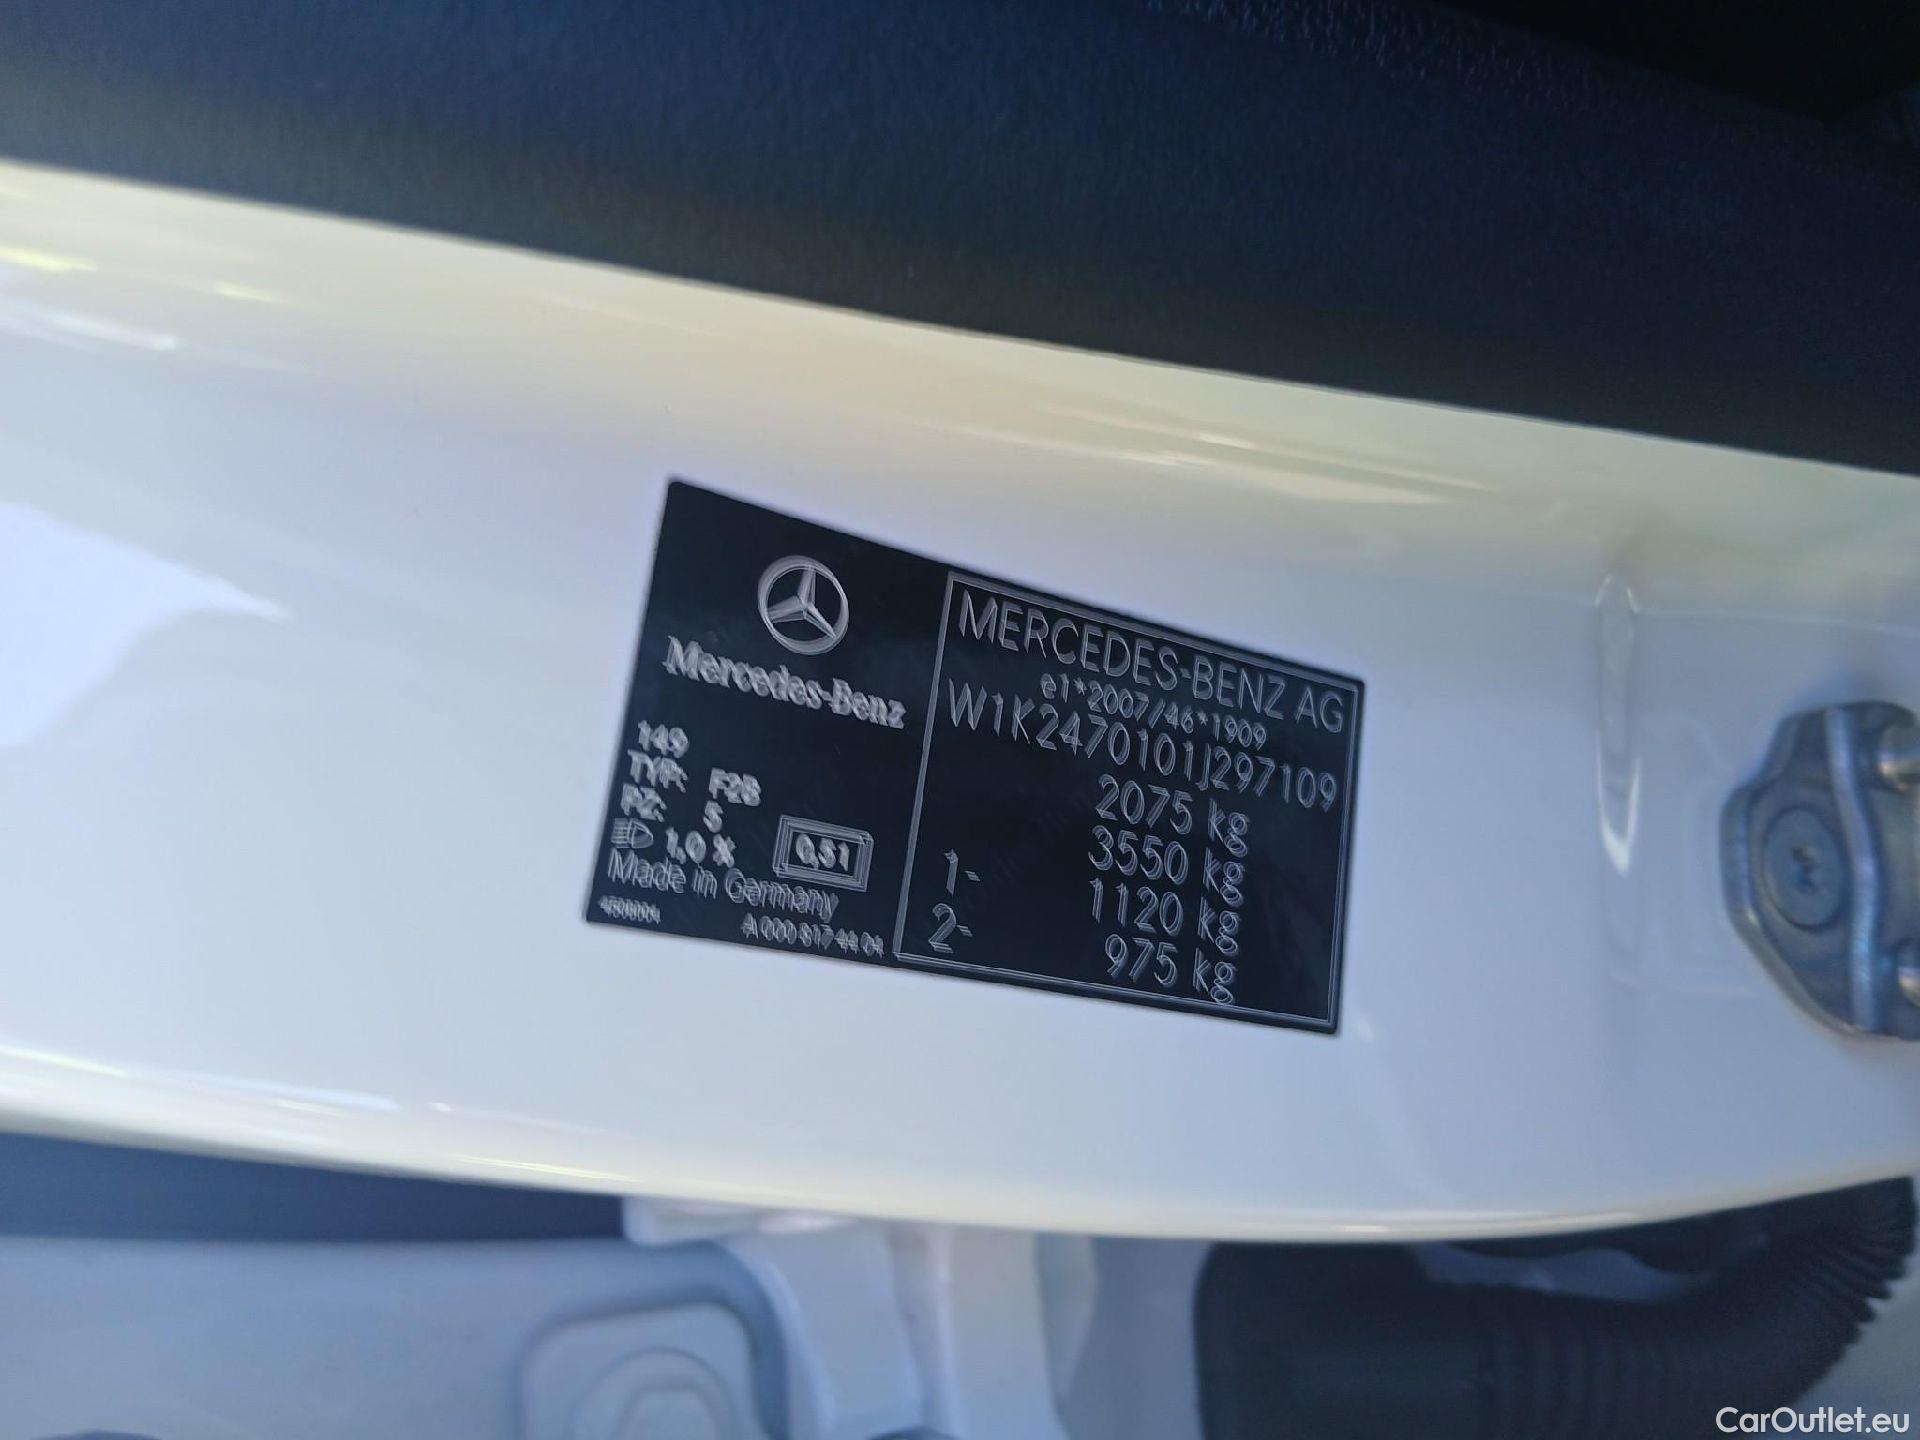 Mercedes-Benz
149
TYP: F2B
PZ: S
1.0 %
0,51
Made in Germany
A 000 817 44 04
MERCEDES-BENZ AG
e1*2007/46*1909
W1K2470101J297109
2075 kg
3550 kg
1- 1120 kg
2- 975 kg
CarOutlet.eu